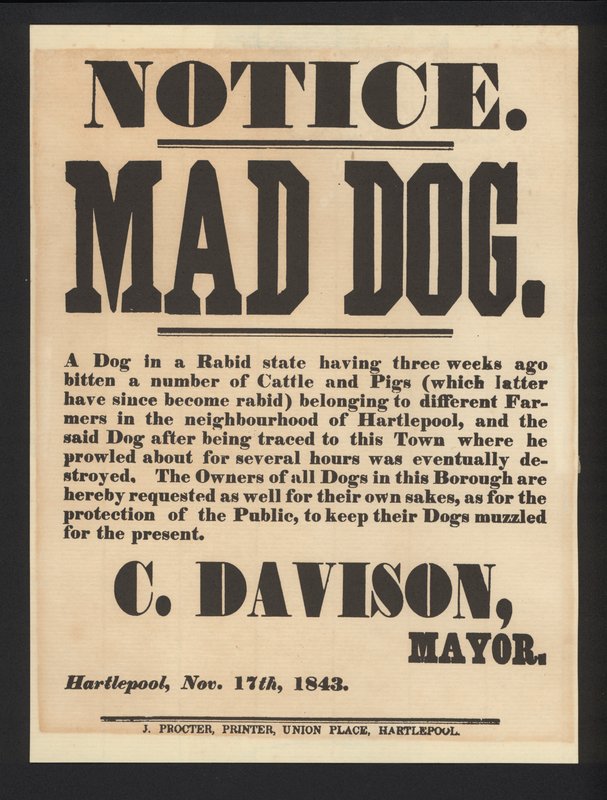 NOTICE.
MAD DOG.
A Dog in a Rabid state having three weeks ago
bitten a number of Cattle and Pigs (which latter
have since become rabid) belonging to different Far-
mers in the neighbourhood of Hartlepool, and the
said Dog after being traced to this Town where he
prowled about for several hours was eventually de-
stroyed. The Owners of all Dogs in this Borough are
hereby requested as well for their own sakes, as for the
protection of the Public, to keep their Dogs muzzled
for the present.
C. DAVISON,
MAYOR.
Hartlepool, Nov. 17th, 1843.
J. PROCTER, PRINTER, UNION PLACE, HARTLEPOOL.